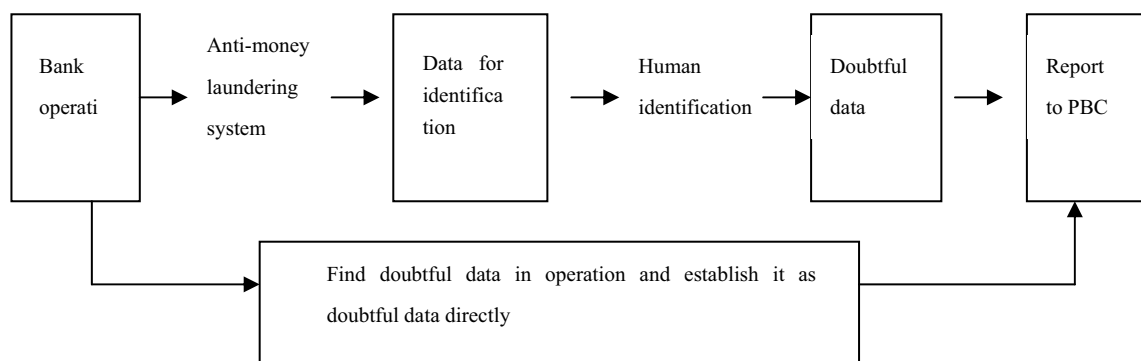 Bank
operati
Anti-money
laundering
system
Data for
identifica
tion
Human
identification
Doubtful
data
Report
to PBC
Find doubtful data in operation and establish it as
doubtful data directly